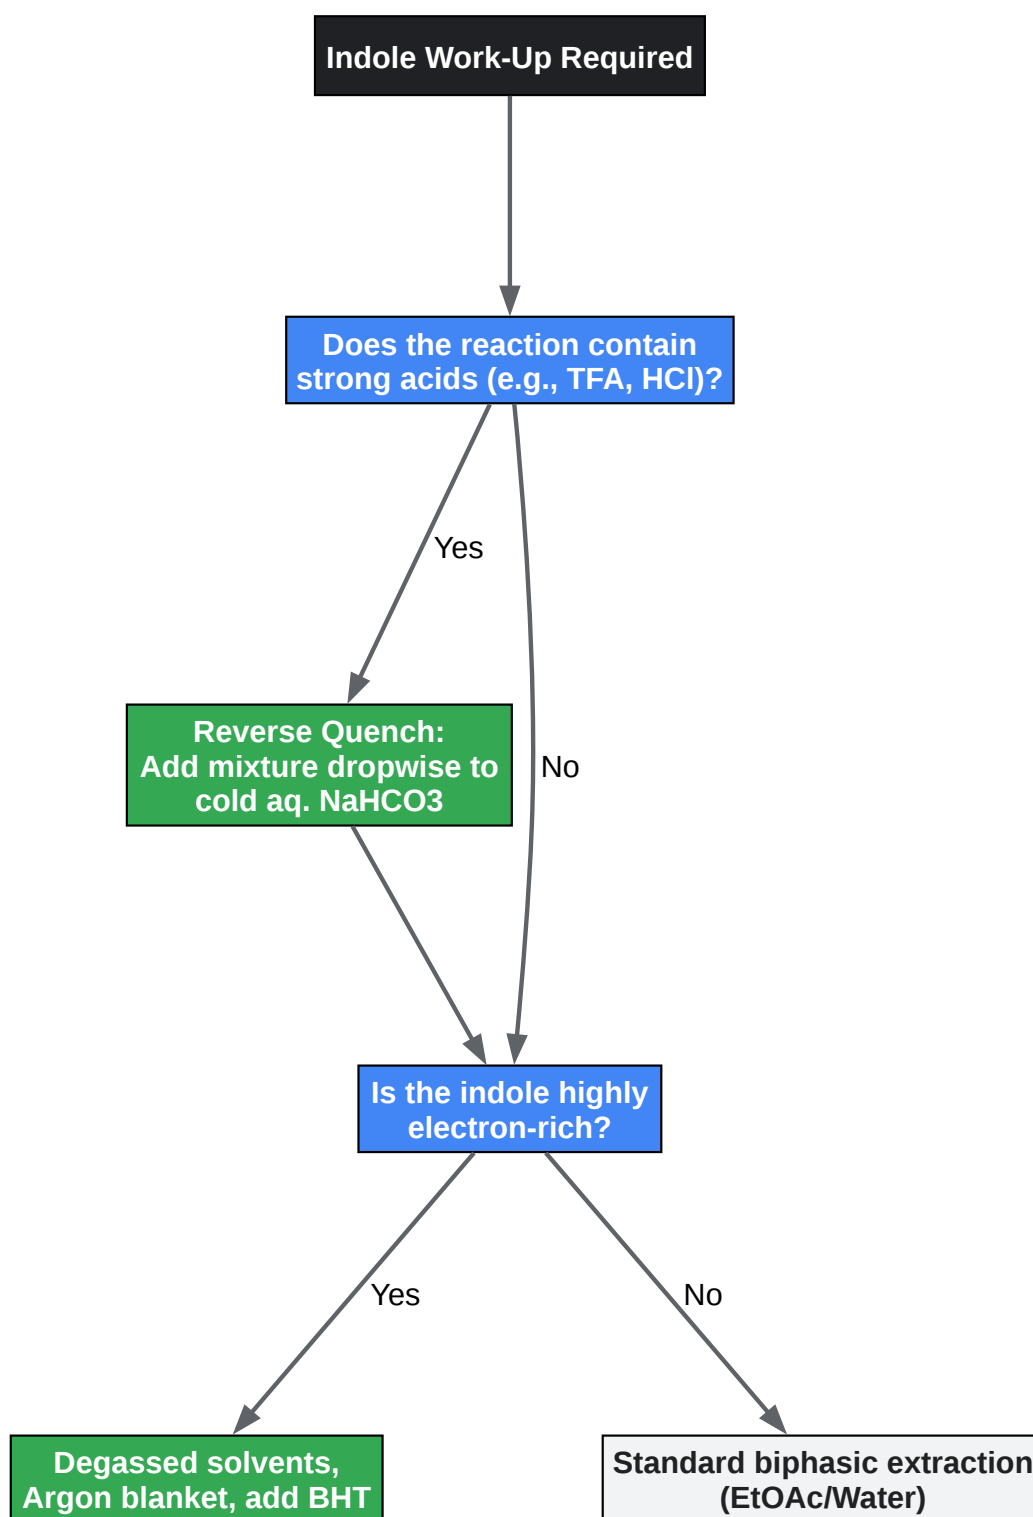 Indole Work-Up Required
Does the reaction contain
strong acids (e.g., TFA, HCl)?
Yes
Reverse Quench:
Add mixture dropwise to
cold aq. NaHCO3
No
Is the indole highly
electron-rich?
Yes
No
Degassed solvents,
Argon blanket, add BHT
Standard biphasic extraction
(EtOAc/Water)